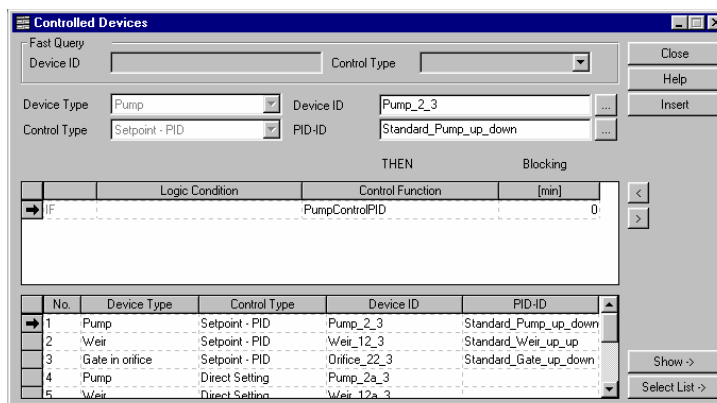 Controlled Devices
Fast Query
Device ID Control Type
Close
Help
Insert
Device Type Pump Device ID Pump_2_3 ...
Control Type Setpoint - PID PID-ID Standard_Pump_up_down ...
THEN Blocking
Logic Condition Control Function [min]
IF PumpControlPID 0
<
>
No. Device Type Control Type Device ID PID-ID
1 Pump Setpoint - PID Pump_2_3 Standard_Pump_up_down
2 Weir Setpoint - PID Weir_12_3 Standard_Weir_up_up
3 Gate in orifice Setpoint - PID Orifice_22_3 Standard_Gate_up_down
4 Pump Direct Setting Pump_2a_3
5 Weir Direct Setting Weir_12a_3
Show ->
Select List ->